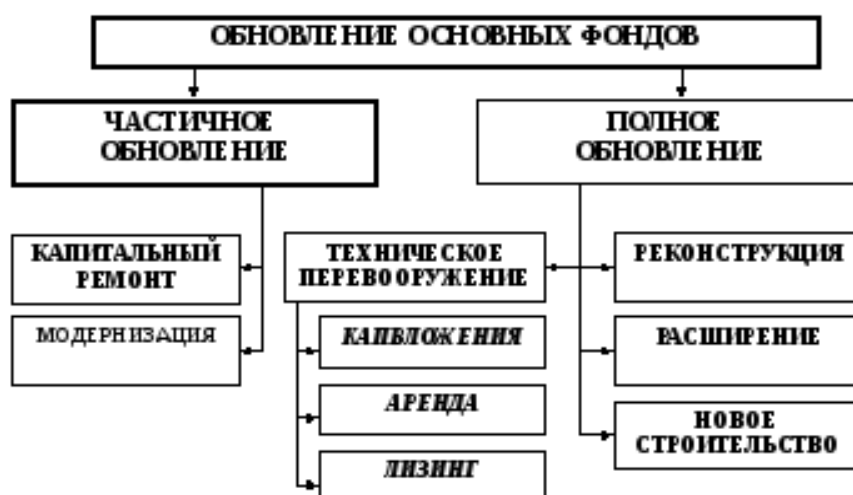 ОБНОВЛЕНИЕ ОСНОВНЫХ ФОНДОВ
ЧАСТИЧНОЕ
ОБНОВЛЕНИЕ
ПОЛНОЕ
ОБНОВЛЕНИЕ
КАПИТАЛЬНЫЙ
РЕМОНТ
МОДЕРНИЗАЦИЯ
ТЕХНИЧЕСКОЕ
ПЕРЕВООРУЖЕНИЕ
КАПВЛОЖЕНИЯ
АРЕНДА
ЛИЗИНГ
РЕКОНСТРУКЦИЯ
РАСШИРЕНИЕ
НОВОЕ
СТРОИТЕЛЬСТВО